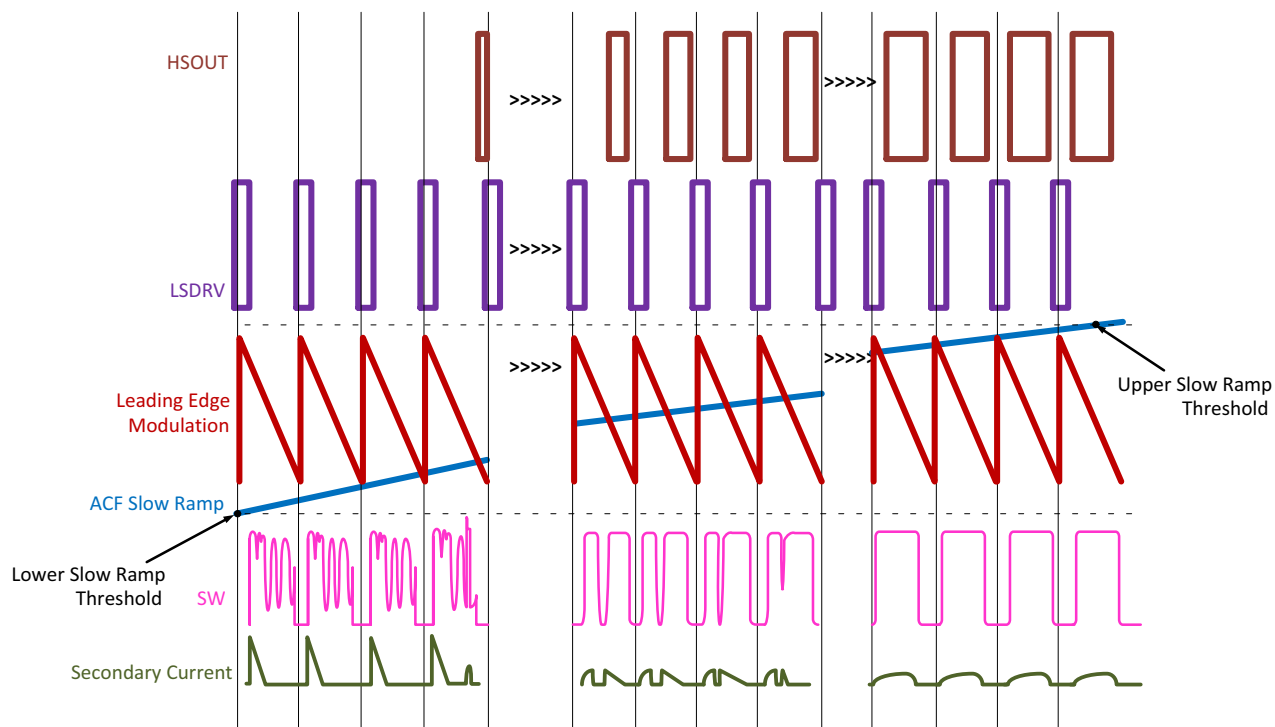 HSOUT
>>>>>
>>>>>
LSDRV
>>>>>
Leading Edge
Modulation
>>>>>
>>>>>
Upper Slow Ramp
Threshold
ACF Slow Ramp
Lower Slow Ramp
Threshold
SW
Secondary Current